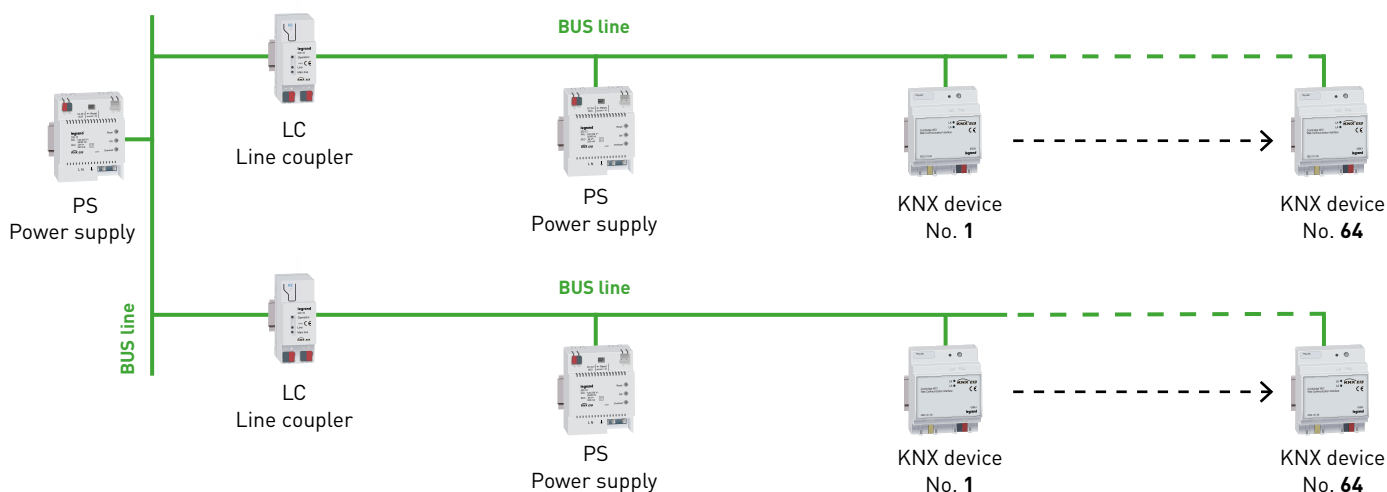 BUS line
LC
Line coupler
PS
Power supply
PS
Power supply
KNX device
No. 1
KNX device
No. 64
BUS line
BUS line
LC
Line coupler
PS
Power supply
KNX device
No. 1
KNX device
No. 64